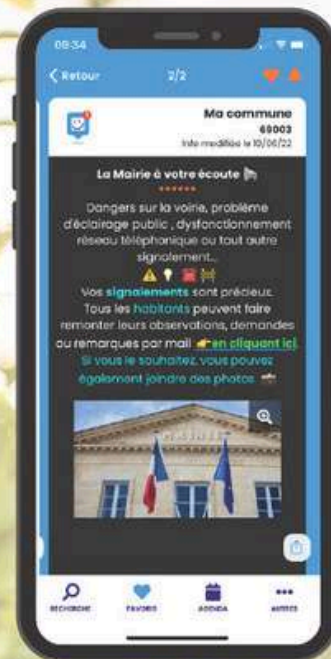 09:34
Retour
2/2
Ma commune
69003
Info modifiée le 10/06/22
La Mairie à votre écoute
Dangers sur la voirie, problème
d'éclairage public , dysfonctionnement
réseau téléphonique ou tout autre
signalement...
Vos signalements sont précieux.
Tous les habitants peuvent faire
remonter leurs observations, demandes
ou remarques par mail en cliquant ici.
Si vous le souhaitez, vous pouvez
également joindre des photos
RECHERCHE
FAVORIS
AGENDA
AUTRES